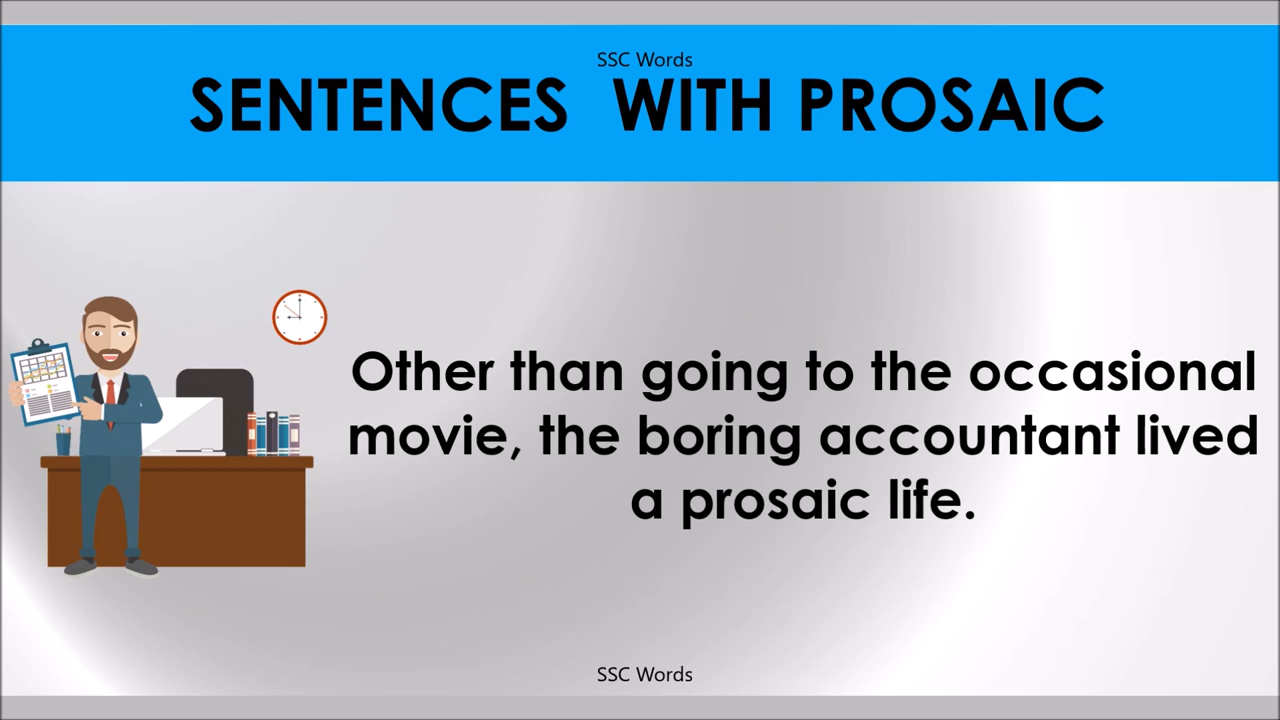 SSC Words
SENTENCES WITH PROSAIC
Other than going to the occasional
movie, the boring accountant lived
a prosaic life.
SSC Words